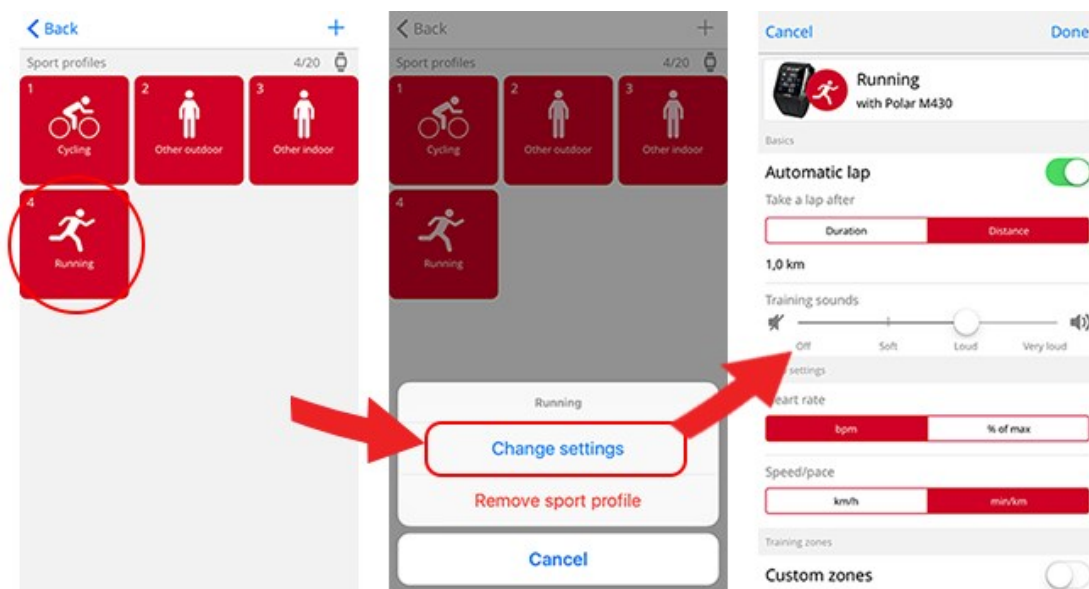 Back
Sport profiles 4/20
1 2 3
Cycling Other outdoor Other indoor
4
Running
Back
Sport profiles 4/20
1 2 3
Cycling Other outdoor Other indoor
4
Running
Running
Change settings
Remove sport profile
Cancel
Cancel Done
Running
with Polar M430
Basics
Automatic lap
Take a lap after
Duration Distance
1,0 km
Training sounds
Off Soft Loud Very loud
settings
eart rate
bpm % of max
Speed/pace
km/h min/km
Training zones
Custom zones